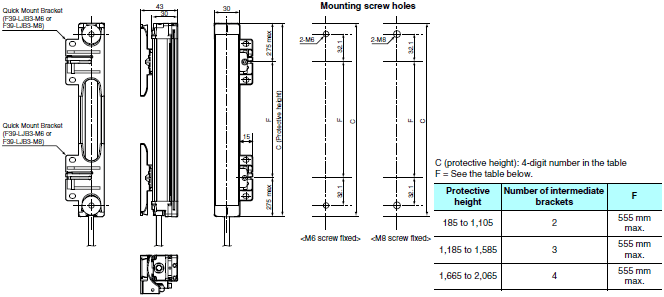 Quick Mount Bracket
(F39-LJB3-M6 or
F39-LJB3-M8)
43
30
30
Mounting screw holes
275 max.
2-M6
32.1
2-M8
32.1
F
C (Protective height)
F
C
F
C
Quick Mount Bracket
(F39-LJB3-M6 or
F39-LJB3-M8)
15
275 max.
32.1
32.1
<M6 screw fixed>
<M8 screw fixed>
C (protective height): 4-digit number in the table
F = See the table below.
Protective height
Number of intermediate brackets
F
185 to 1,105
2
555 mm max.
1,185 to 1,585
3
555 mm max.
1,665 to 2,065
4
555 mm max.